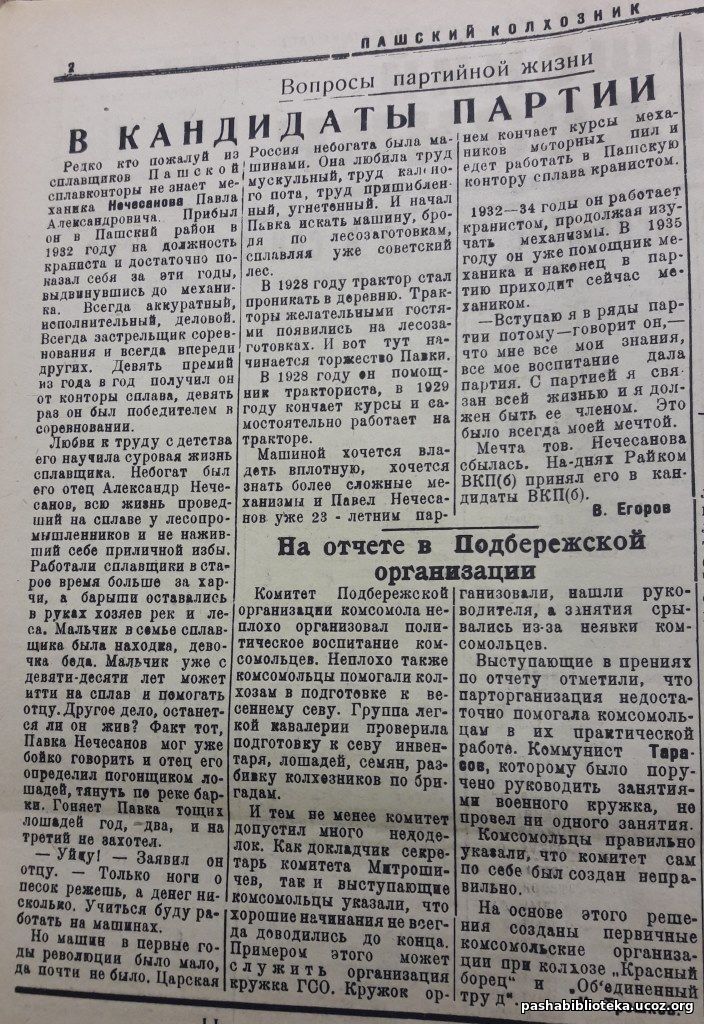 2
ПАШСКИЙ КОЛХОЗНИК
Вопросы партийной жизни
В КАНДИДАТЫ ПАРТИИ
Редко кто пожалуй из
сплавщиков Пашской
сплавконторы не знает ме-
ханика Нечесанова Павла
Александровича. Прибыл
он в Пашский район в
1932 году на должность
краниста и достаточно по-
казал себя за эти годы,
выдвинувшись до механи-
ка. Всегда аккуратный,
исполнительный, деловой.
Всегда застрельщик сорев-
нования и всегда впереди
других. Девять премий
из года в год получил он
от конторы сплава, девять
раз он был победителем в
соревновании.
Любви к труду с детства
его научила суровая жизнь
сплавщика. Небогат был
его отец Александр Нече-
санов, всю жизнь провед-
ший на сплаве у лесопро-
мышленников и не нажив-
ший себе приличной избы.
Работали сплавщики в ста-
рое время больше за хар-
чи, а барыши оставались
в руках хозяев рек и ле-
са. Мальчик в семье сплав-
щика была находка, дево-
чка беда. Мальчик уже с
девяти-десяти лет может
итти на сплав и помогать
отцу. Другое дело, останет-
ся ли он жив? Факт тот,
Павка Нечесанов мог уже
бойко говорить и отец его
определил погонщиком ло-
шадей, тянуть по реке бар-
ки. Гоняет Павка тощих
лошадей год, два, и на
третий не захотел.
— Уйду! — Заявил он
отцу. — Только ноги о
песок режешь, а денег ни-
сколько. Учиться буду ра-
ботать на машинах.
Но машин в первые го-
ды революции было мало,
да почти не было. Царская
Россия небогата была ма-
шинами. Она любила труд
мускульный, труд каленого
пота, труд пришиблен-
ный, угнетенный. И начал
Павка искать машину, бро-
дя по лесозаготовкам,
сплавляя уже советский
лес.
В 1928 году трактор стал
проникать в деревню. Трак-
торы желательными гостя-
ми появились на лесоза-
готовках. И вот тут на-
чинается торжество Павки.
В 1928 году он помощ-
ник тракториста, в 1929
году кончает курсы и са-
мостоятельно работает на
тракторе.
Машиной хочется вла-
деть вплотную, хочется
знать более сложные ме-
ханизмы и Павел Нечеса-
нов уже 23 - летним пар-
нем кончает курсы меха-
ников моторных пил и
едет работать в Пашскую
контору сплава кранистом.
1932—34 годы он работает
кранистом, продолжая изу-
чать механизмы. В 1935
году он уже помощник ме-
ханика и наконец в пар-
тию приходит сейчас ме-
хаником.
—Вступаю я в ряды пар-
тии потому—говорит он,—
что мне все мои знания,
все мое воспитание дала
партия. С партией я свя-
зан всей жизнью и я дол-
жен быть ее членом. Это
было всегда моей мечтой.
Мечта тов. Нечесанова
сбылась. На-днях Райком
ВКП(б) принял его в кан-
дидаты ВКП(б).
В. Егоров
На отчете в Подбережской
организации
Комитет Подбережской
организации комсомола не-
плохо организовал поли-
тическое воспитание ком-
сомольцев. Неплохо также
комсомольцы помогали кол-
хозам в подготовке к ве-
сеннему севу. Группа лег-
кой кавалерии проверила
подготовку к севу инвен-
таря, лошадей, семян, раз-
бивку колхозников по бри-
гадам.
И тем не менее комитет
допустил много недоде-
лок. Как докладчик секре-
тарь комитета Митроши-
чев, так и выступающие
комсомольцы указали, что
хорошие начинания не всег-
да доводились до конца.
Примером этого может
служить организация
кружка ГСО. Кружок ор-
ганизовали, нашли руко-
водителя, а занятия сры-
вались из-за неявки ком-
сомольцев.
Выступающие в прениях
по отчету отметили, что
парторганизация недоста-
точно помогала комсомоль-
цам в их практической
работе. Коммунист Тара-
сов, которому было пору-
чено руководить занятия-
ми военного кружка, не
провел ни одного занятия.
Комсомольцы правильно
указали, что комитет сам
по себе был создан непра-
вильно.
На основе этого реше-
ния созданы первичные
комсомольские организа-
ции при колхозе „Красный
борец" и „Объединенный
труд".
pashabiblioteka.ucoz.org